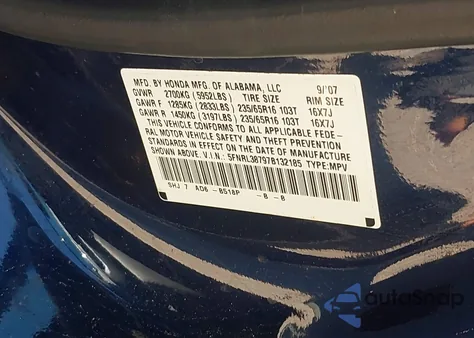 MFD. BY HONDA MFG. OF ALABAMA, LLC 9/'07
GVWR 2700KG (5952LBS) TIRE SIZE RIM SIZE
GAWR F 1285KG (2833LBS) 235/65R16 103T 16X7J
GAWR R 1450KG (3197LBS) 235/65R16 103T 16X7J
THIS VEHICLE CONFORMS TO ALL APPLICABLE FEDE-
RAL MOTOR VEHICLE SAFETY AND THEFT PREVENTION
STANDARDS IN EFFECT ON THE DATE OF MANUFACTURE
SHOWN ABOVE. V.I.N.: 5FNRL38797B132185 TYPE:MPV
SHJ 7 AD6 -B518P -B -B
autoSnap